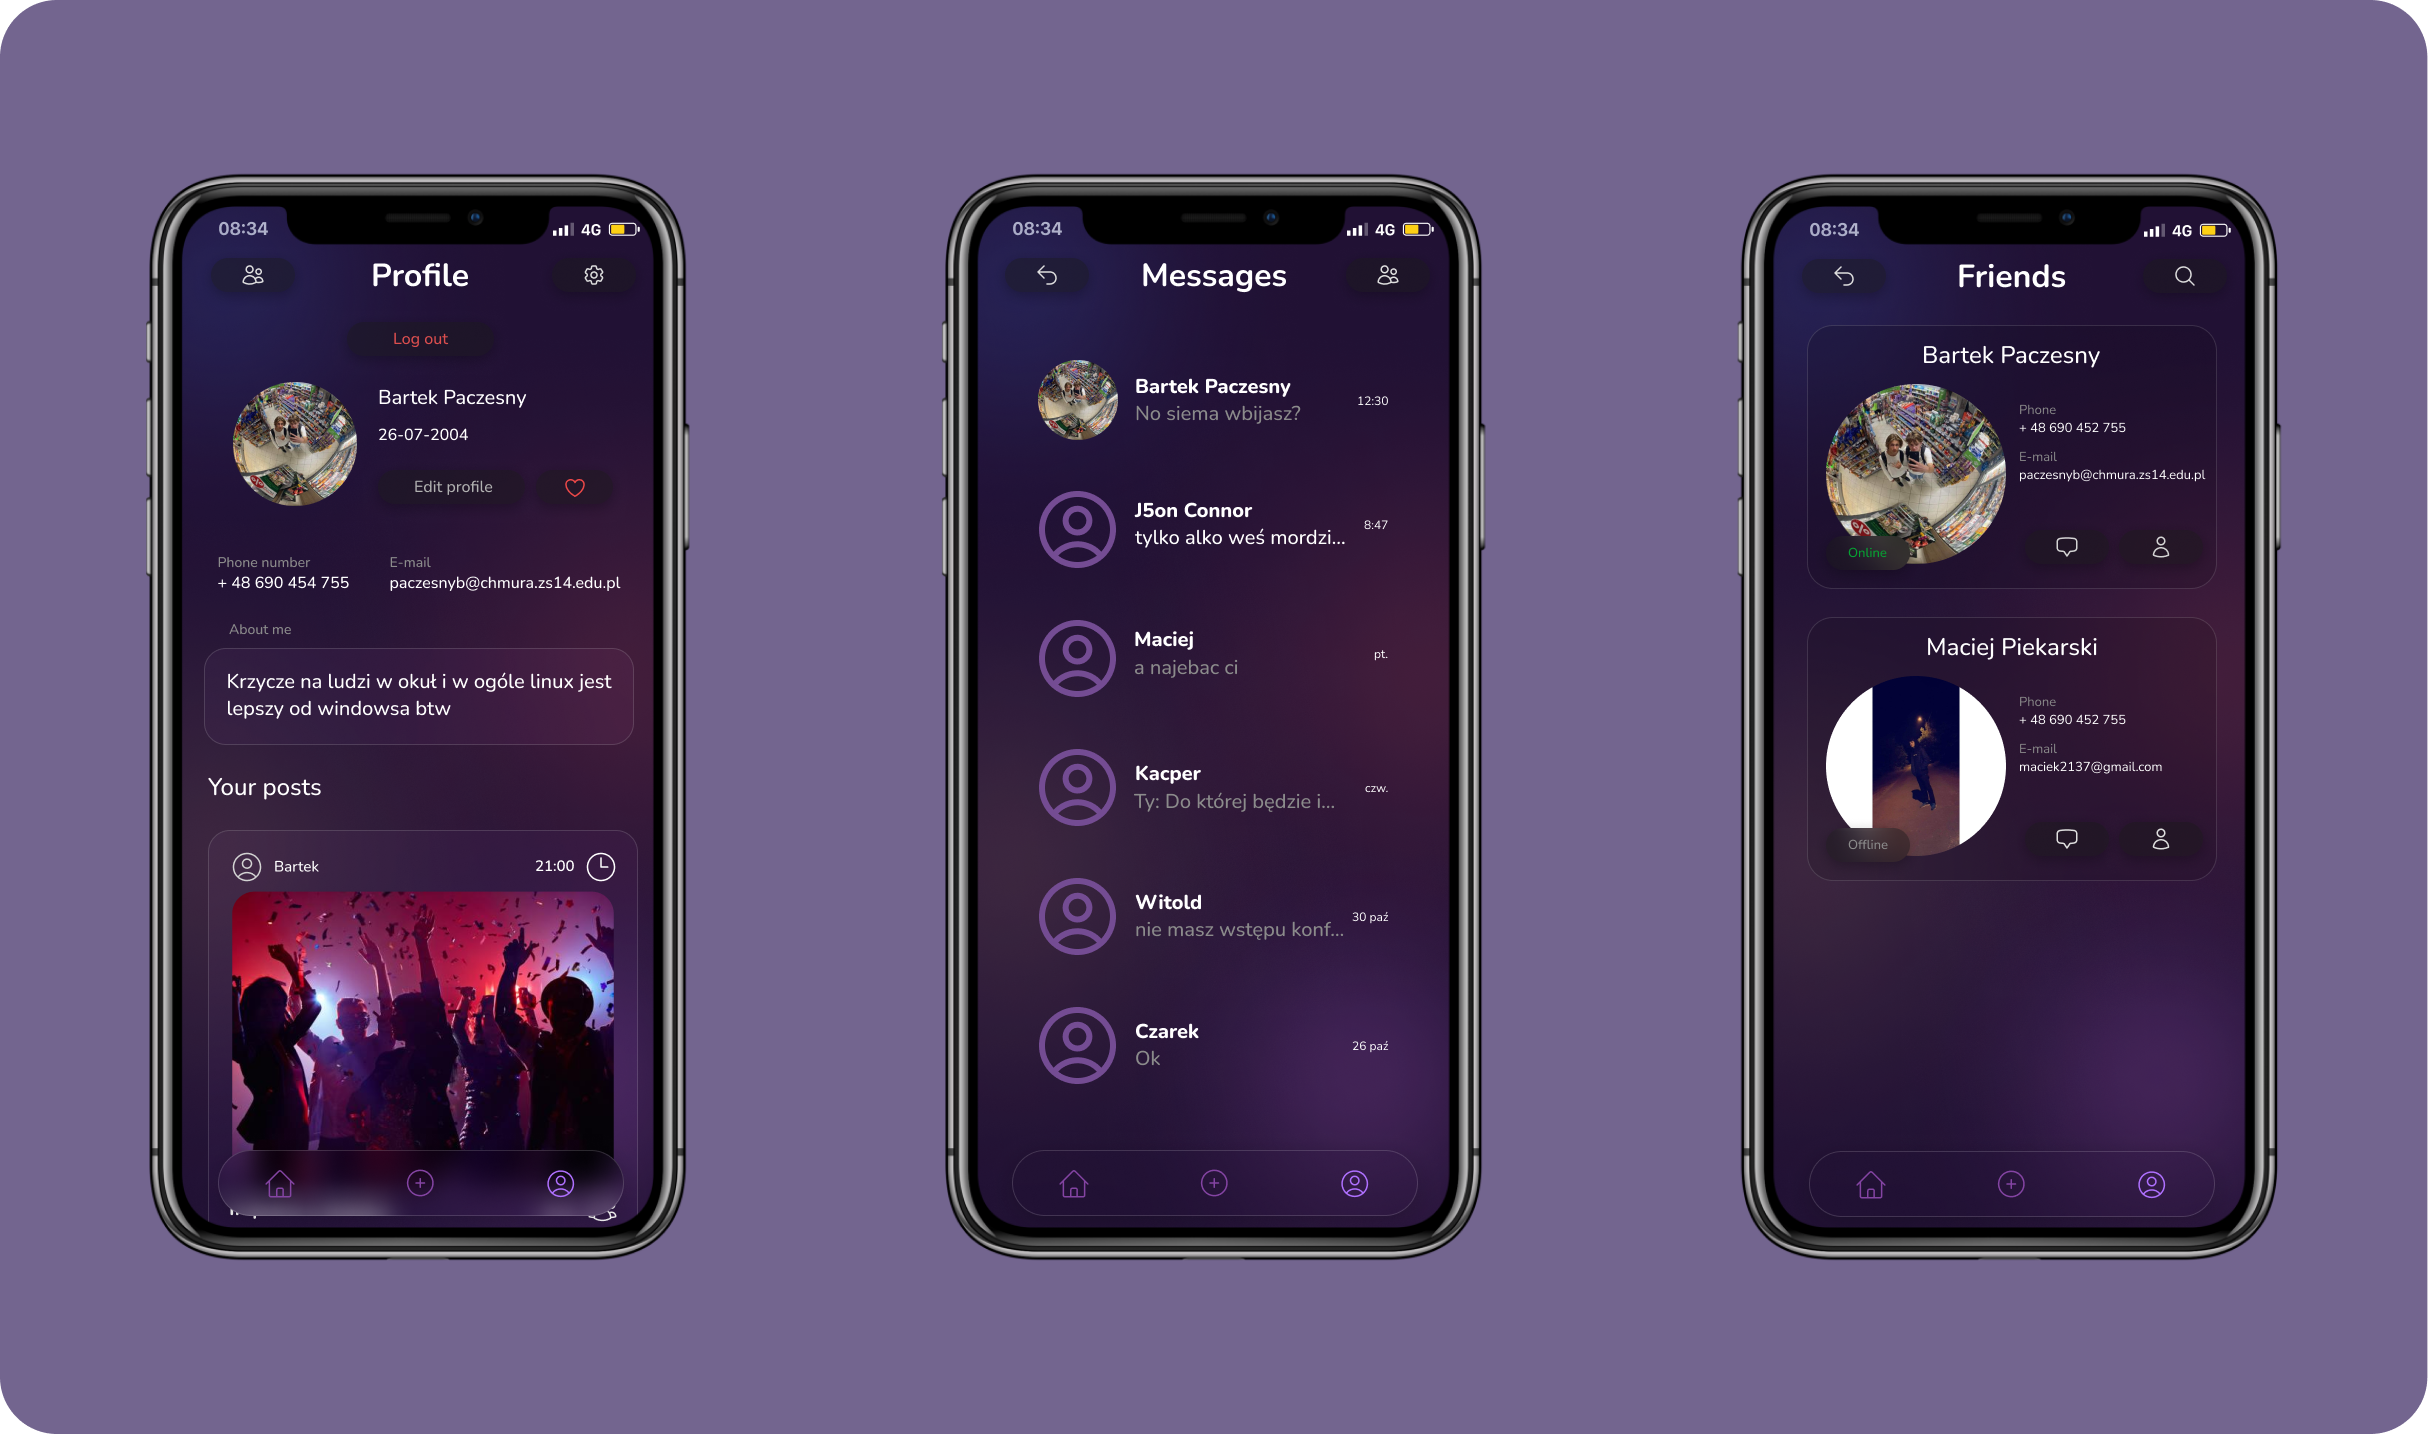 08:34
4G
Profile
Log out
Bartek Paczesny
26-07-2004
Edit profile
Phone number
+ 48 690 454 755
E-mail
paczesnyb@chmura.zs14.edu.pl
About me
Krzycze na ludzi w okuł i w ogóle linux jest
lepszy od windowsa btw
Your posts
Bartek
21:00
08:34
4G
Messages
Bartek Paczesny
No siema wbijasz?
12:30
J5on Connor
tylko alko weś mordzi...
8:47
Maciej
a najebac ci
pt.
Kacper
Ty: Do której będzie i...
czw.
Witold
nie masz wstępu konf...
30 paź
Czarek
Ok
26 paź
08:34
4G
Friends
Bartek Paczesny
Phone
+ 48 690 452 755
E-mail
paczesnyb@chmura.zs14.edu.pl
Online
Maciej Piekarski
Phone
+ 48 690 452 755
E-mail
maciek2137@gmail.com
Offline